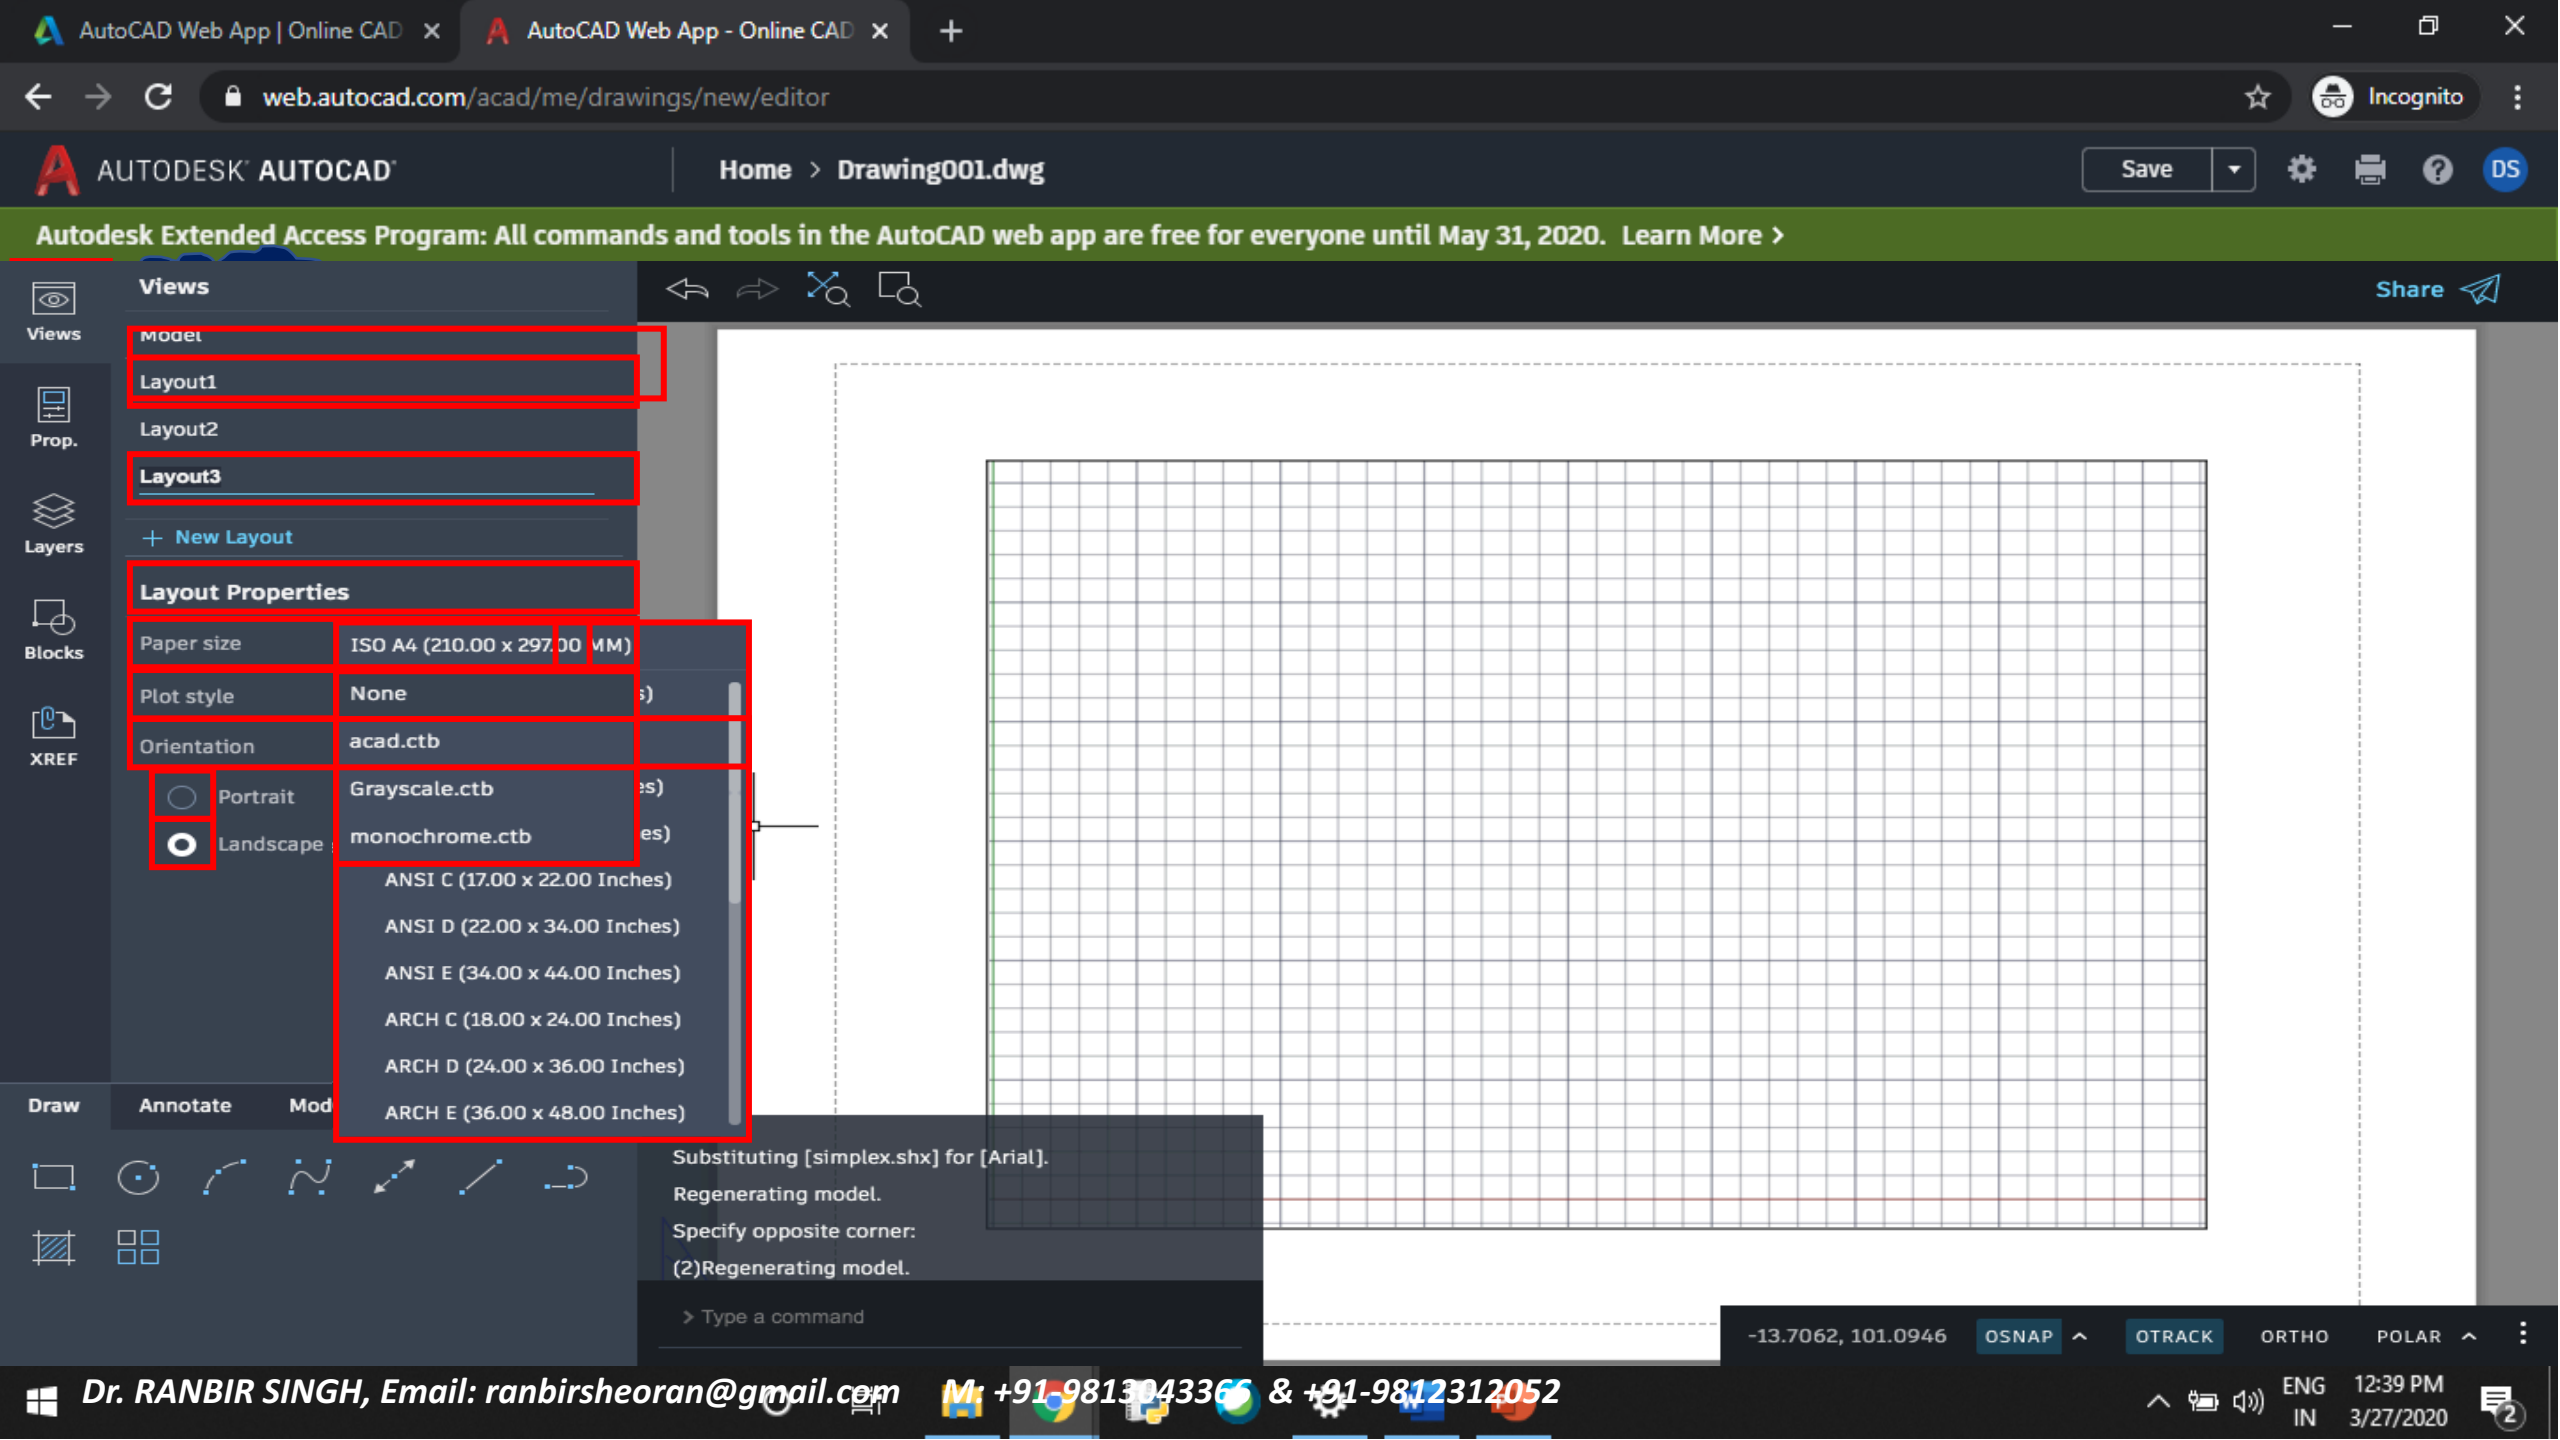 AutoCAD Web App | Online CAD
AutoCAD Web App - Online CAD
web.autocad.com/acad/me/drawings/new/editor
Incognito
AUTODESK AUTOCAD
Home > Drawing001.dwg
Save
DS
Autodesk Extended Access Program: All commands and tools in the AutoCAD web app are free for everyone until May 31, 2020. Learn More >
Views
Views
Share
Model
Layout1
Prop.
Layout2
Layout3
Layers
+ New Layout
Layout Properties
Blocks
Paper size
ISO A4 (210.00 x 297.00 MM)
Plot style
None
s)
XREF
Orientation
acad.ctb
Portrait
Grayscale.ctb
es)
Landscape
monochrome.ctb
es)
ANSI C (17.00 x 22.00 Inches)
ANSI D (22.00 x 34.00 Inches)
ANSI E (34.00 x 44.00 Inches)
ARCH C (18.00 x 24.00 Inches)
ARCH D (24.00 x 36.00 Inches)
ARCH E (36.00 x 48.00 Inches)
Draw
Annotate
Mod
Substituting [simplex.shx] for [Arial].
Regenerating model.
Specify opposite corner:
(2)Regenerating model.
> Type a command
-13.7062, 101.0946
OSNAP
OTRACK
ORTHO
POLAR
Dr. RANBIR SINGH, Email: ranbirsheoran@gmail.com M: +91-9813043366 & +91-9812312052
ENG
IN
12:39 PM
3/27/2020
2